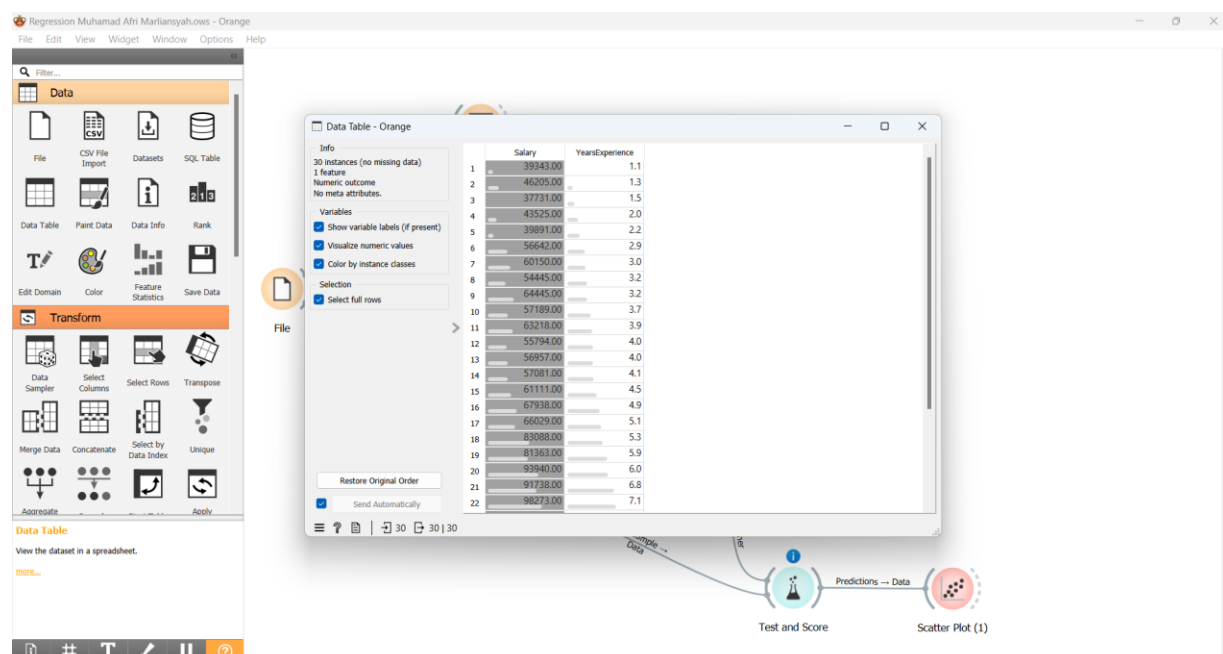 Regression Muhamad Afri Marliansyah.ows - Orange
File Edit View Widget Window Options Help
Filter...
Data
File CSV File Import Datasets SQL Table
Data Table Paint Data Data Info Rank
Edit Domain Color Feature Statistics Save Data
Transform
Data Sampler Select Columns Select Rows Transpose
Merge Data Concatenate Select by Data Index Unique
Aggregate Apply
Data Table
View the dataset in a spreadsheet.
more...
File
Data Table - Orange
Info
30 instances (no missing data)
1 feature
Numeric outcome
No meta attributes.
Variables
Show variable labels (if present)
Visualize numeric values
Color by instance classes
Selection
Select full rows
Restore Original Order
Send Automatically
30 30 | 30
Salary YearsExperience
1 39343.00 1.1
2 46205.00 1.3
3 37731.00 1.5
4 43525.00 2.0
5 39891.00 2.2
6 56642.00 2.9
7 60150.00 3.0
8 54445.00 3.2
9 64445.00 3.2
10 57189.00 3.7
11 63218.00 3.9
12 55794.00 4.0
13 56957.00 4.0
14 57081.00 4.1
15 61111.00 4.5
16 67938.00 4.9
17 66029.00 5.1
18 83088.00 5.3
19 81363.00 5.9
20 93940.00 6.0
21 91738.00 6.8
22 98273.00 7.1
Data
Predictions → Data
Test and Score
Scatter Plot (1)